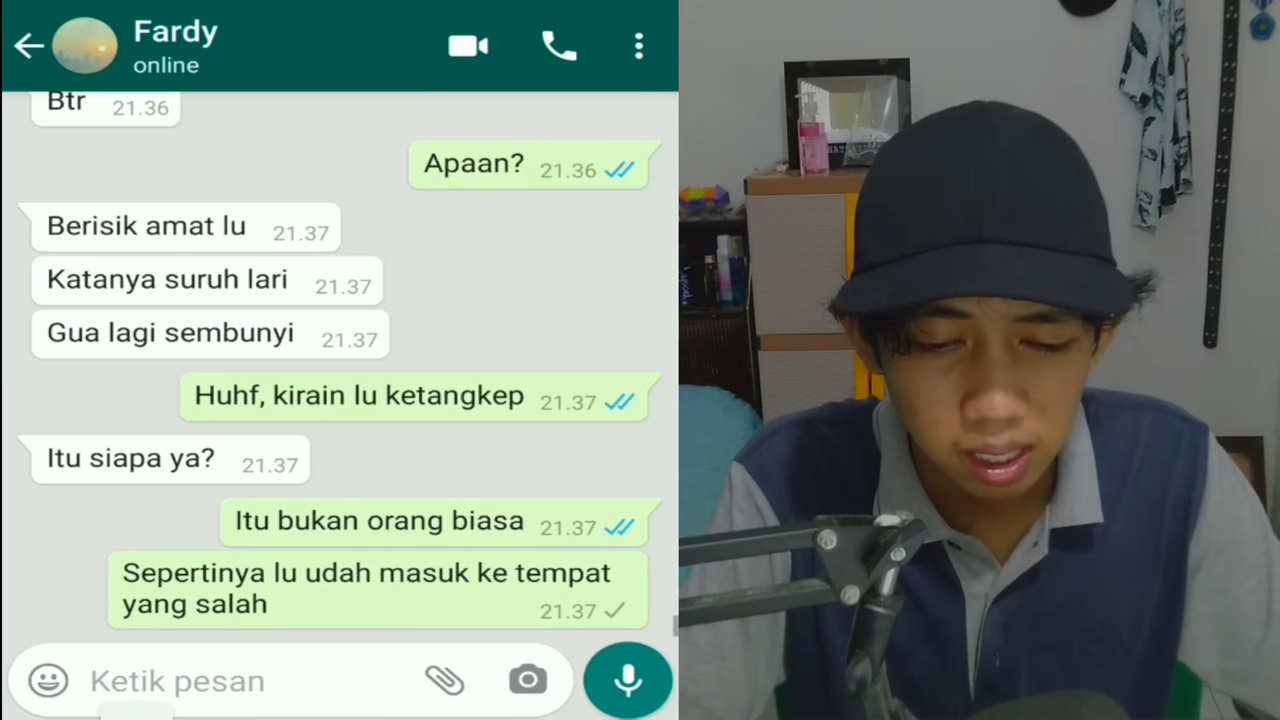 Fardy
online
Btr 21.36
Apaan? 21.36
Berisik amat lu 21.37
Katanya suruh lari 21.37
Gua lagi sembunyi 21.37
Huhf, kirain lu ketangkep 21.37
Itu siapa ya? 21.37
Itu bukan orang biasa 21.37
Sepertinya lu udah masuk ke tempat
yang salah 21.37
Ketik pesan